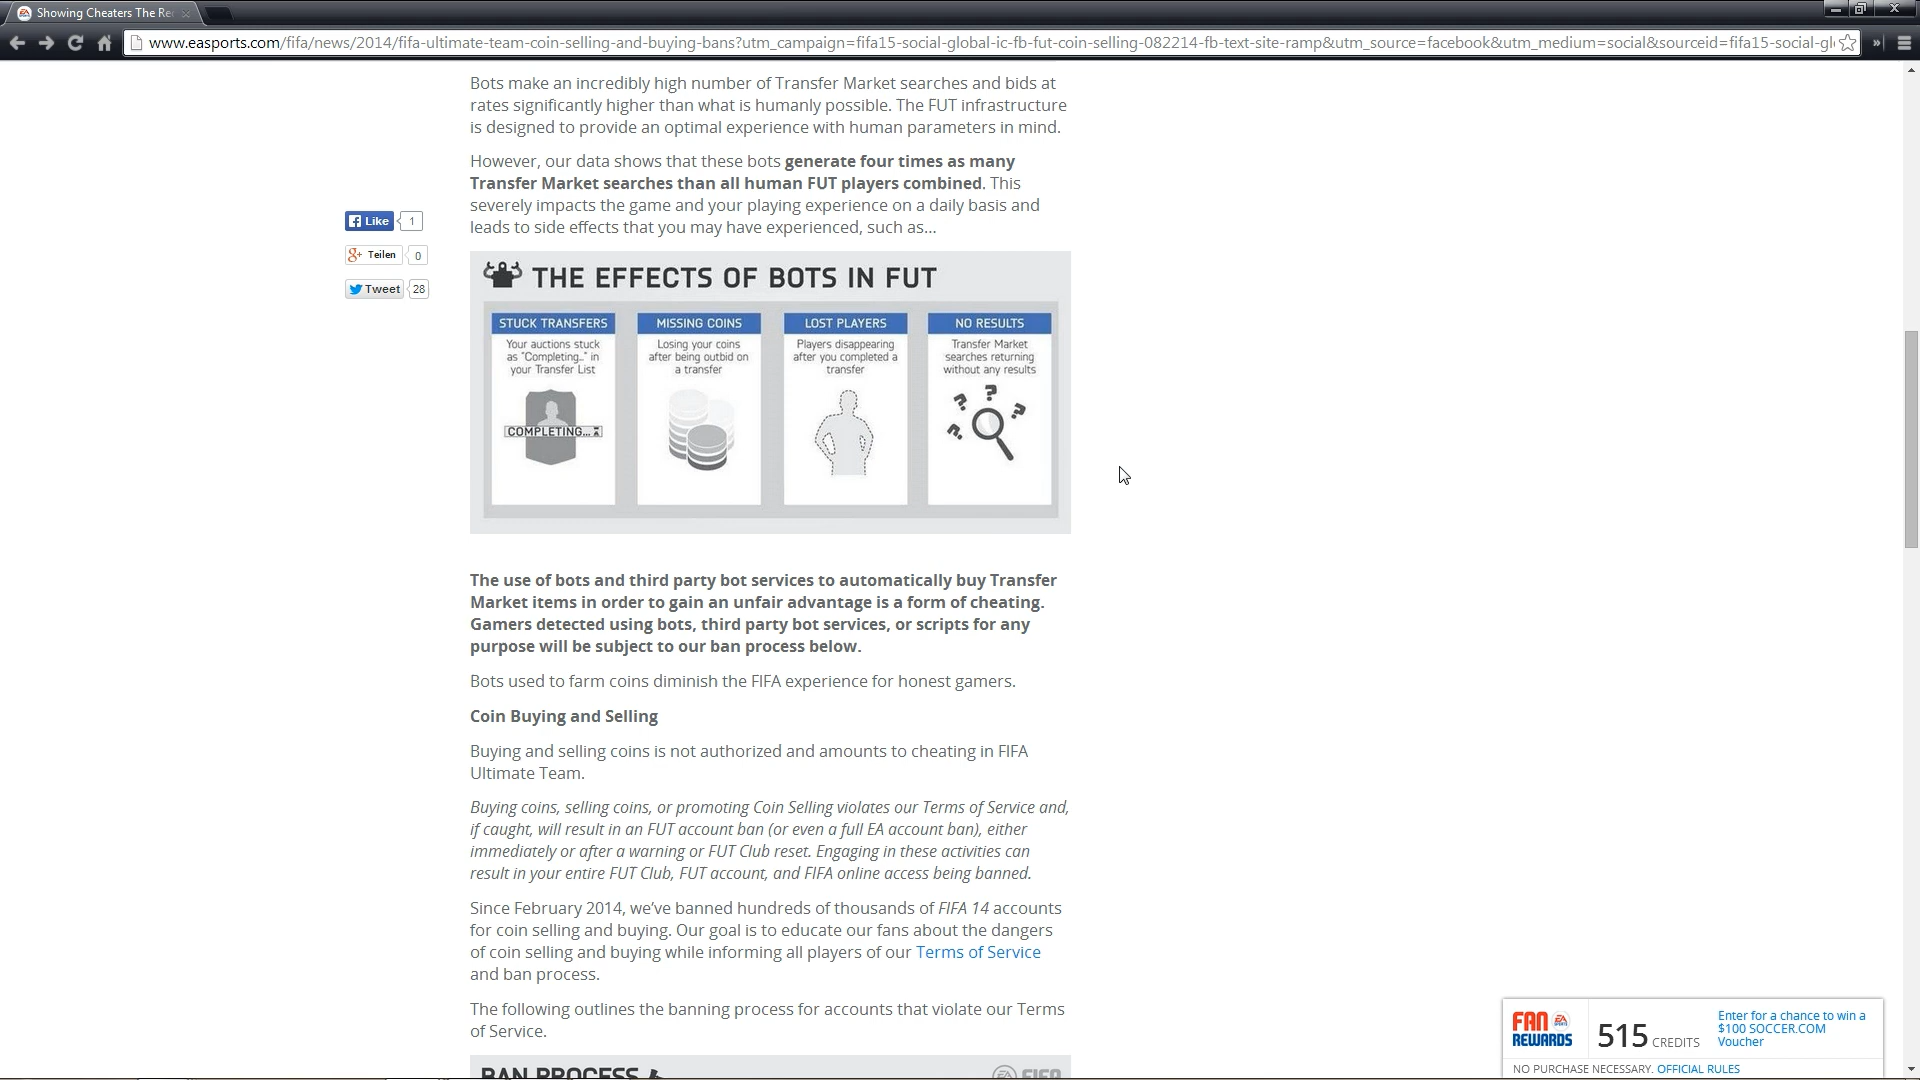 Showing Cheaters The Re
www.easports.com/fifa/news/2014/fifa-ultimate-team-coin-selling-and-buying-bans?utm_campaign=fifa15-social-global-ic-fb-fut-coin-selling-082214-fb-text-site-ramp&utm_source=facebook&utm_medium=social&sourceid=fifa15-social-gl
Bots make an incredibly high number of Transfer Market searches and bids at
rates significantly higher than what is humanly possible. The FUT infrastructure
is designed to provide an optimal experience with human parameters in mind.
However, our data shows that these bots generate four times as many
Transfer Market searches than all human FUT players combined. This
severely impacts the game and your playing experience on a daily basis and
leads to side effects that you may have experienced, such as...
Like 1
Teilen 0
Tweet 28
THE EFFECTS OF BOTS IN FUT
STUCK TRANSFERS
Your auctions stuck
as "Completing..." in
your Transfer List
COMPLETING...
MISSING COINS
Losing your coins
after being outbid on
a transfer
LOST PLAYERS
Players disappearing
after you completed a
transfer
NO RESULTS
Transfer Market
searches returning
without any results
? ? ? ?
The use of bots and third party bot services to automatically buy Transfer
Market items in order to gain an unfair advantage is a form of cheating.
Gamers detected using bots, third party bot services, or scripts for any
purpose will be subject to our ban process below.
Bots used to farm coins diminish the FIFA experience for honest gamers.
Coin Buying and Selling
Buying and selling coins is not authorized and amounts to cheating in FIFA
Ultimate Team.
Buying coins, selling coins, or promoting Coin Selling violates our Terms of Service and,
if caught, will result in an FUT account ban (or even a full EA account ban), either
immediately or after a warning or FUT Club reset. Engaging in these activities can
result in your entire FUT Club, FUT account, and FIFA online access being banned.
Since February 2014, we've banned hundreds of thousands of FIFA 14 accounts
for coin selling and buying. Our goal is to educate our fans about the dangers
of coin selling and buying while informing all players of our Terms of Service
and ban process.
The following outlines the banning process for accounts that violate our Terms
of Service.
BAN PROCESS
EA FIFA
FAN EA SPORTS
REWARDS
515 CREDITS
Enter for a chance to win a
$100 SOCCER.COM
Voucher
NO PURCHASE NECESSARY. OFFICIAL RULES